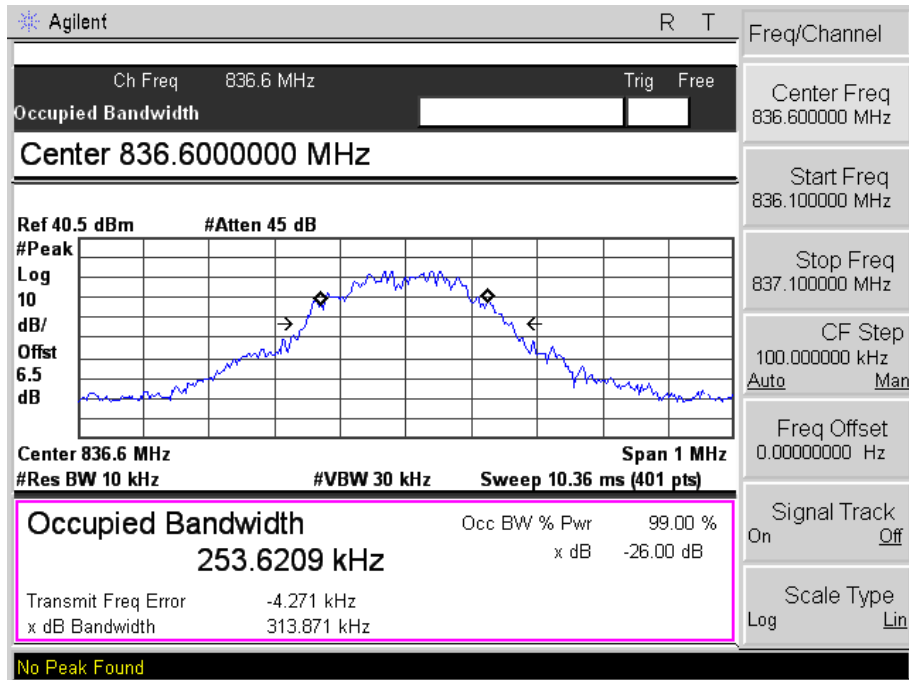 Agilent R T
Ch Freq 836.6 MHz Trig Free
Occupied Bandwidth
Center 836.6000000 MHz
Ref 40.5 dBm #Atten 45 dB
#Peak
Log
10
dB/
Offst
6.5
dB
Center 836.6 MHz Span 1 MHz
#Res BW 10 kHz #VBW 30 kHz Sweep 10.36 ms (401 pts)
Occupied Bandwidth Occ BW % Pwr 99.00 %
253.6209 kHz x dB -26.00 dB
Transmit Freq Error -4.271 kHz
x dB Bandwidth 313.871 kHz
No Peak Found
Freq/Channel
Center Freq
836.600000 MHz
Start Freq
836.100000 MHz
Stop Freq
837.100000 MHz
CF Step
100.000000 kHz
Auto Man
Freq Offset
0.00000000 Hz
Signal Track
On Off
Scale Type
Log Lin